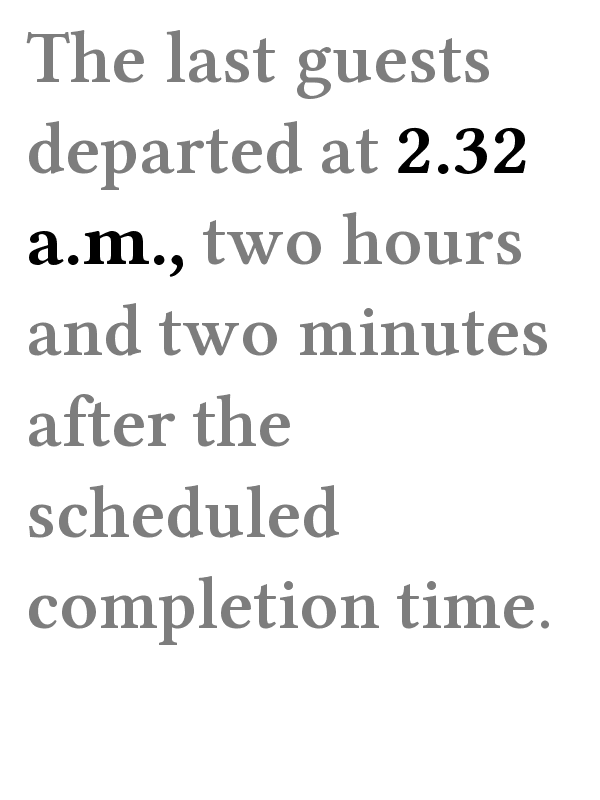 The last guests
departed at 2.32
a.m., two hours
and two minutes
after the
scheduled
completion time.